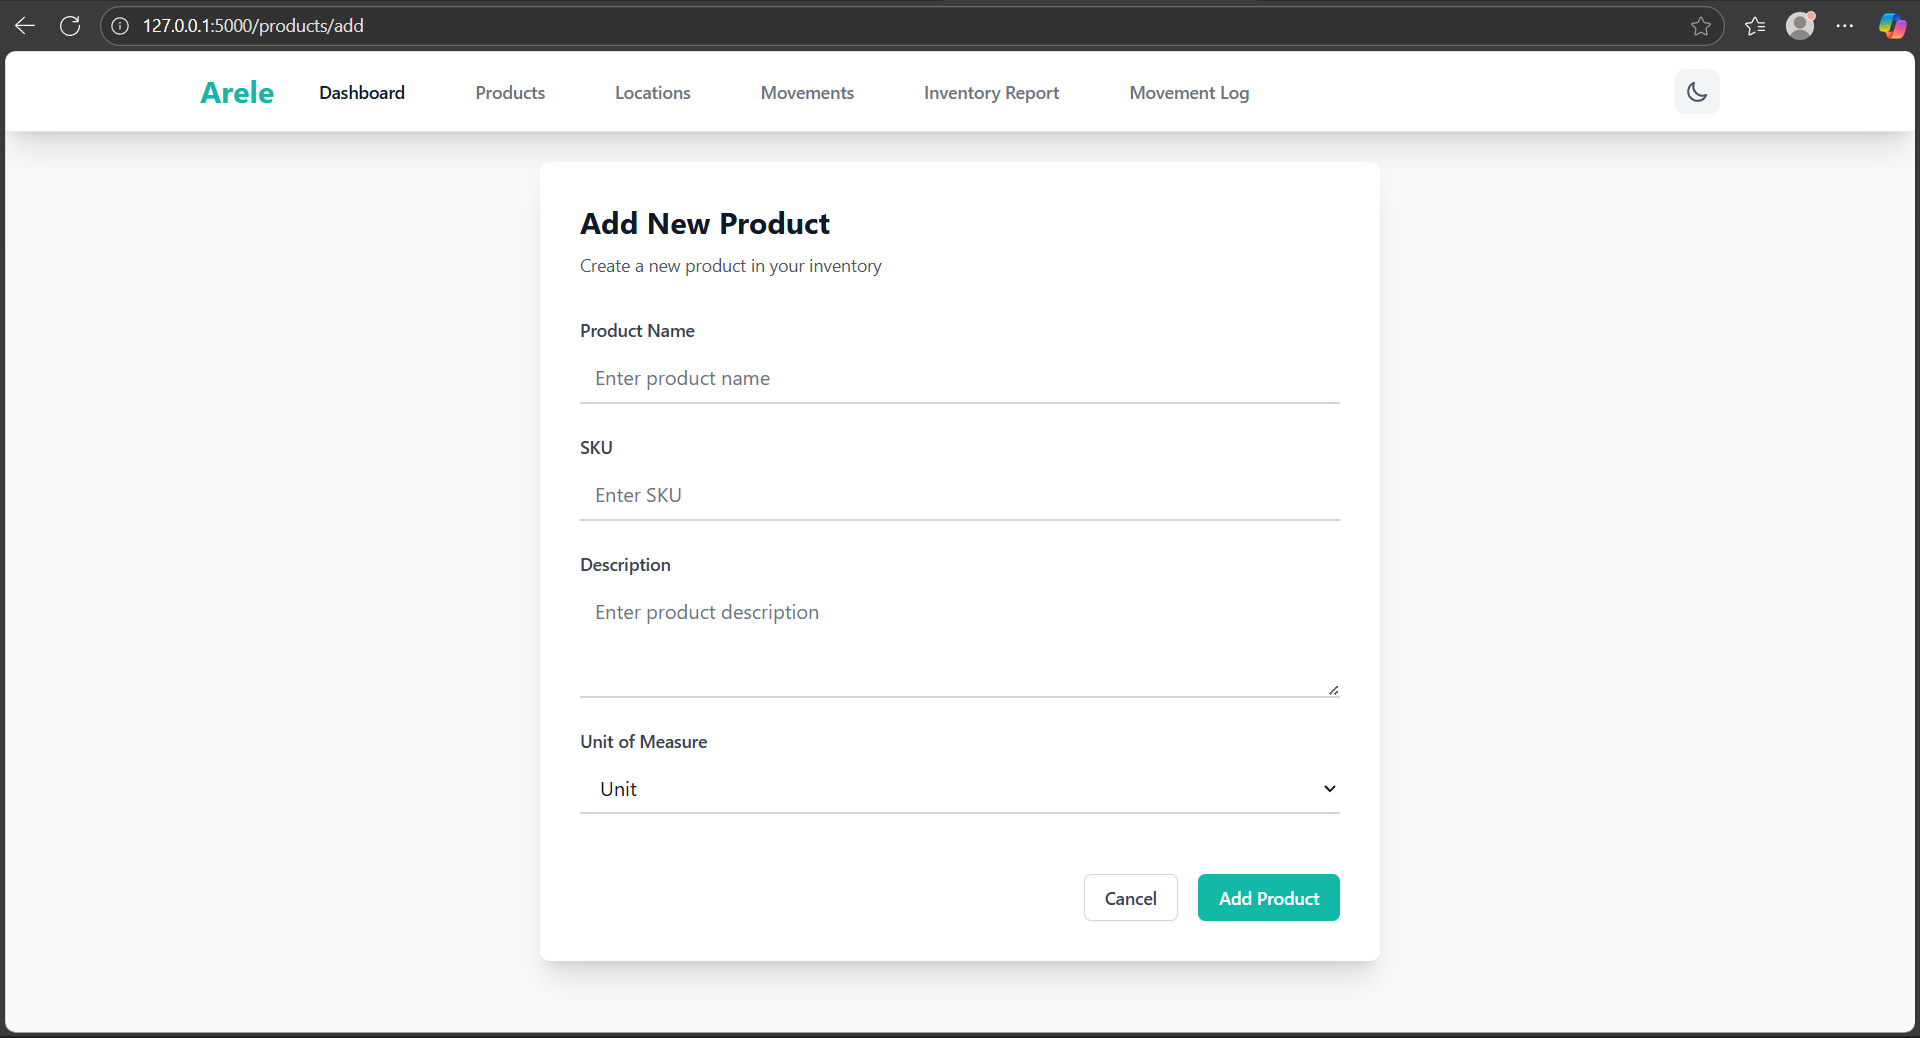 127.0.0.1:5000/products/add
Arele Dashboard Products Locations Movements Inventory Report Movement Log
Add New Product
Create a new product in your inventory
Product Name
Enter product name
SKU
Enter SKU
Description
Enter product description
Unit of Measure
Unit
Cancel Add Product